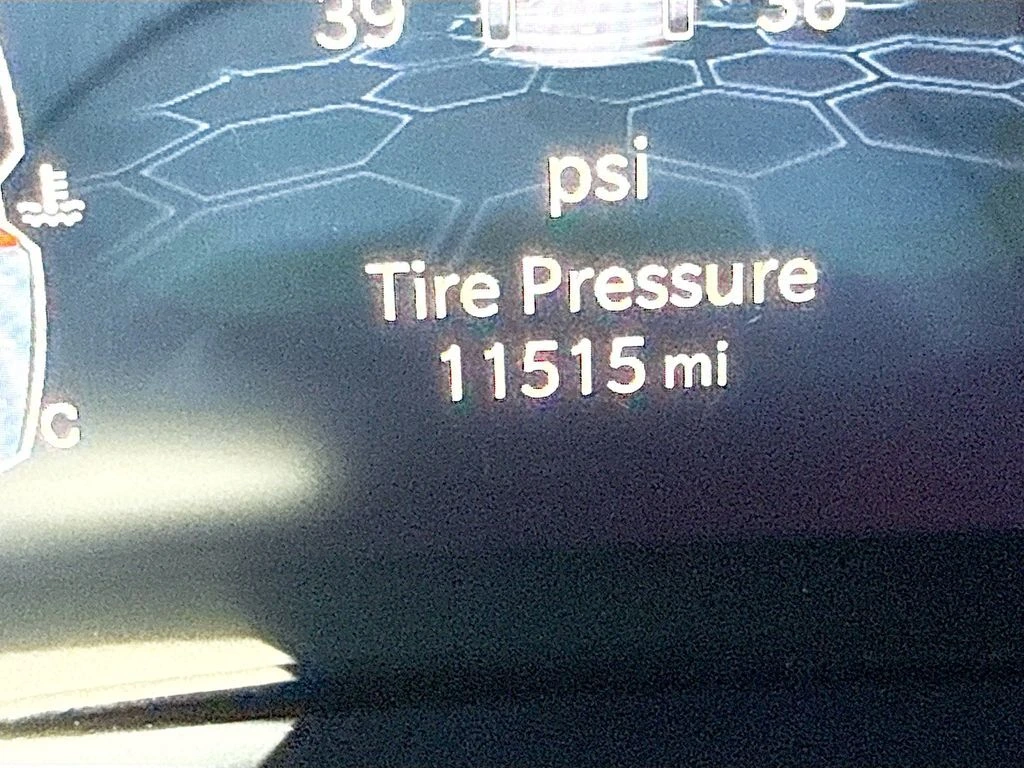 39
psi
Tire Pressure
11515 mi
C